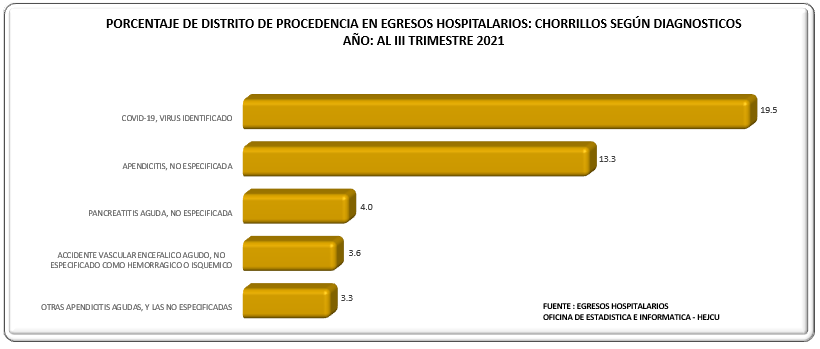 PORCENTAJE DE DISTRITO DE PROCEDENCIA EN EGRESOS HOSPITALARIOS: CHORRILLOS SEGÚN DIAGNOSTICOS
AÑO: AL III TRIMESTRE 2021
COVID-19, VIRUS IDENTIFICADO
19.5
APENDICITIS, NO ESPECIFICADA
13.3
PANCREATITIS AGUDA, NO ESPECIFICADA
4.0
ACCIDENTE VASCULAR ENCEFALICO AGUDO, NO
ESPECIFICADO COMO HEMORRAGICO O ISQUEMICO
3.6
OTRAS APENDICITIS AGUDAS, Y LAS NO ESPECIFICADAS
3.3
FUENTE : EGRESOS HOSPITALARIOS
OFICINA DE ESTADISTICA E INFORMATICA - HEJCU